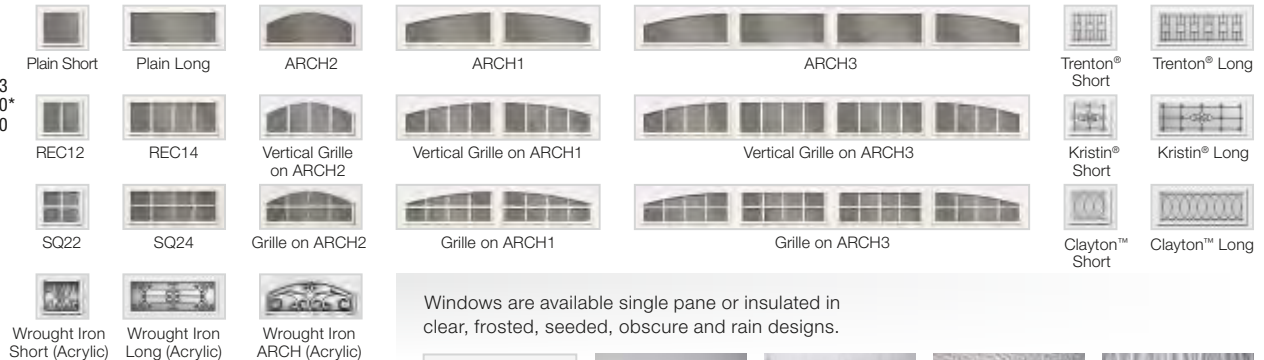 Plain Short
Plain Long
ARCH2
ARCH1
ARCH3
Trenton®
Short
Trenton® Long
3
0*
0
REC12
REC14
Vertical Grille
on ARCH2
Vertical Grille on ARCH1
Vertical Grille on ARCH3
Kristin®
Short
Kristin® Long
SQ22
SQ24
Grille on ARCH2
Grille on ARCH1
Grille on ARCH3
Clayton™
Short
Clayton™ Long
Wrought Iron
Short (Acrylic)
Wrought Iron
Long (Acrylic)
Wrought Iron
ARCH (Acrylic)
Windows are available single pane or insulated in
clear, frosted, seeded, obscure and rain designs.